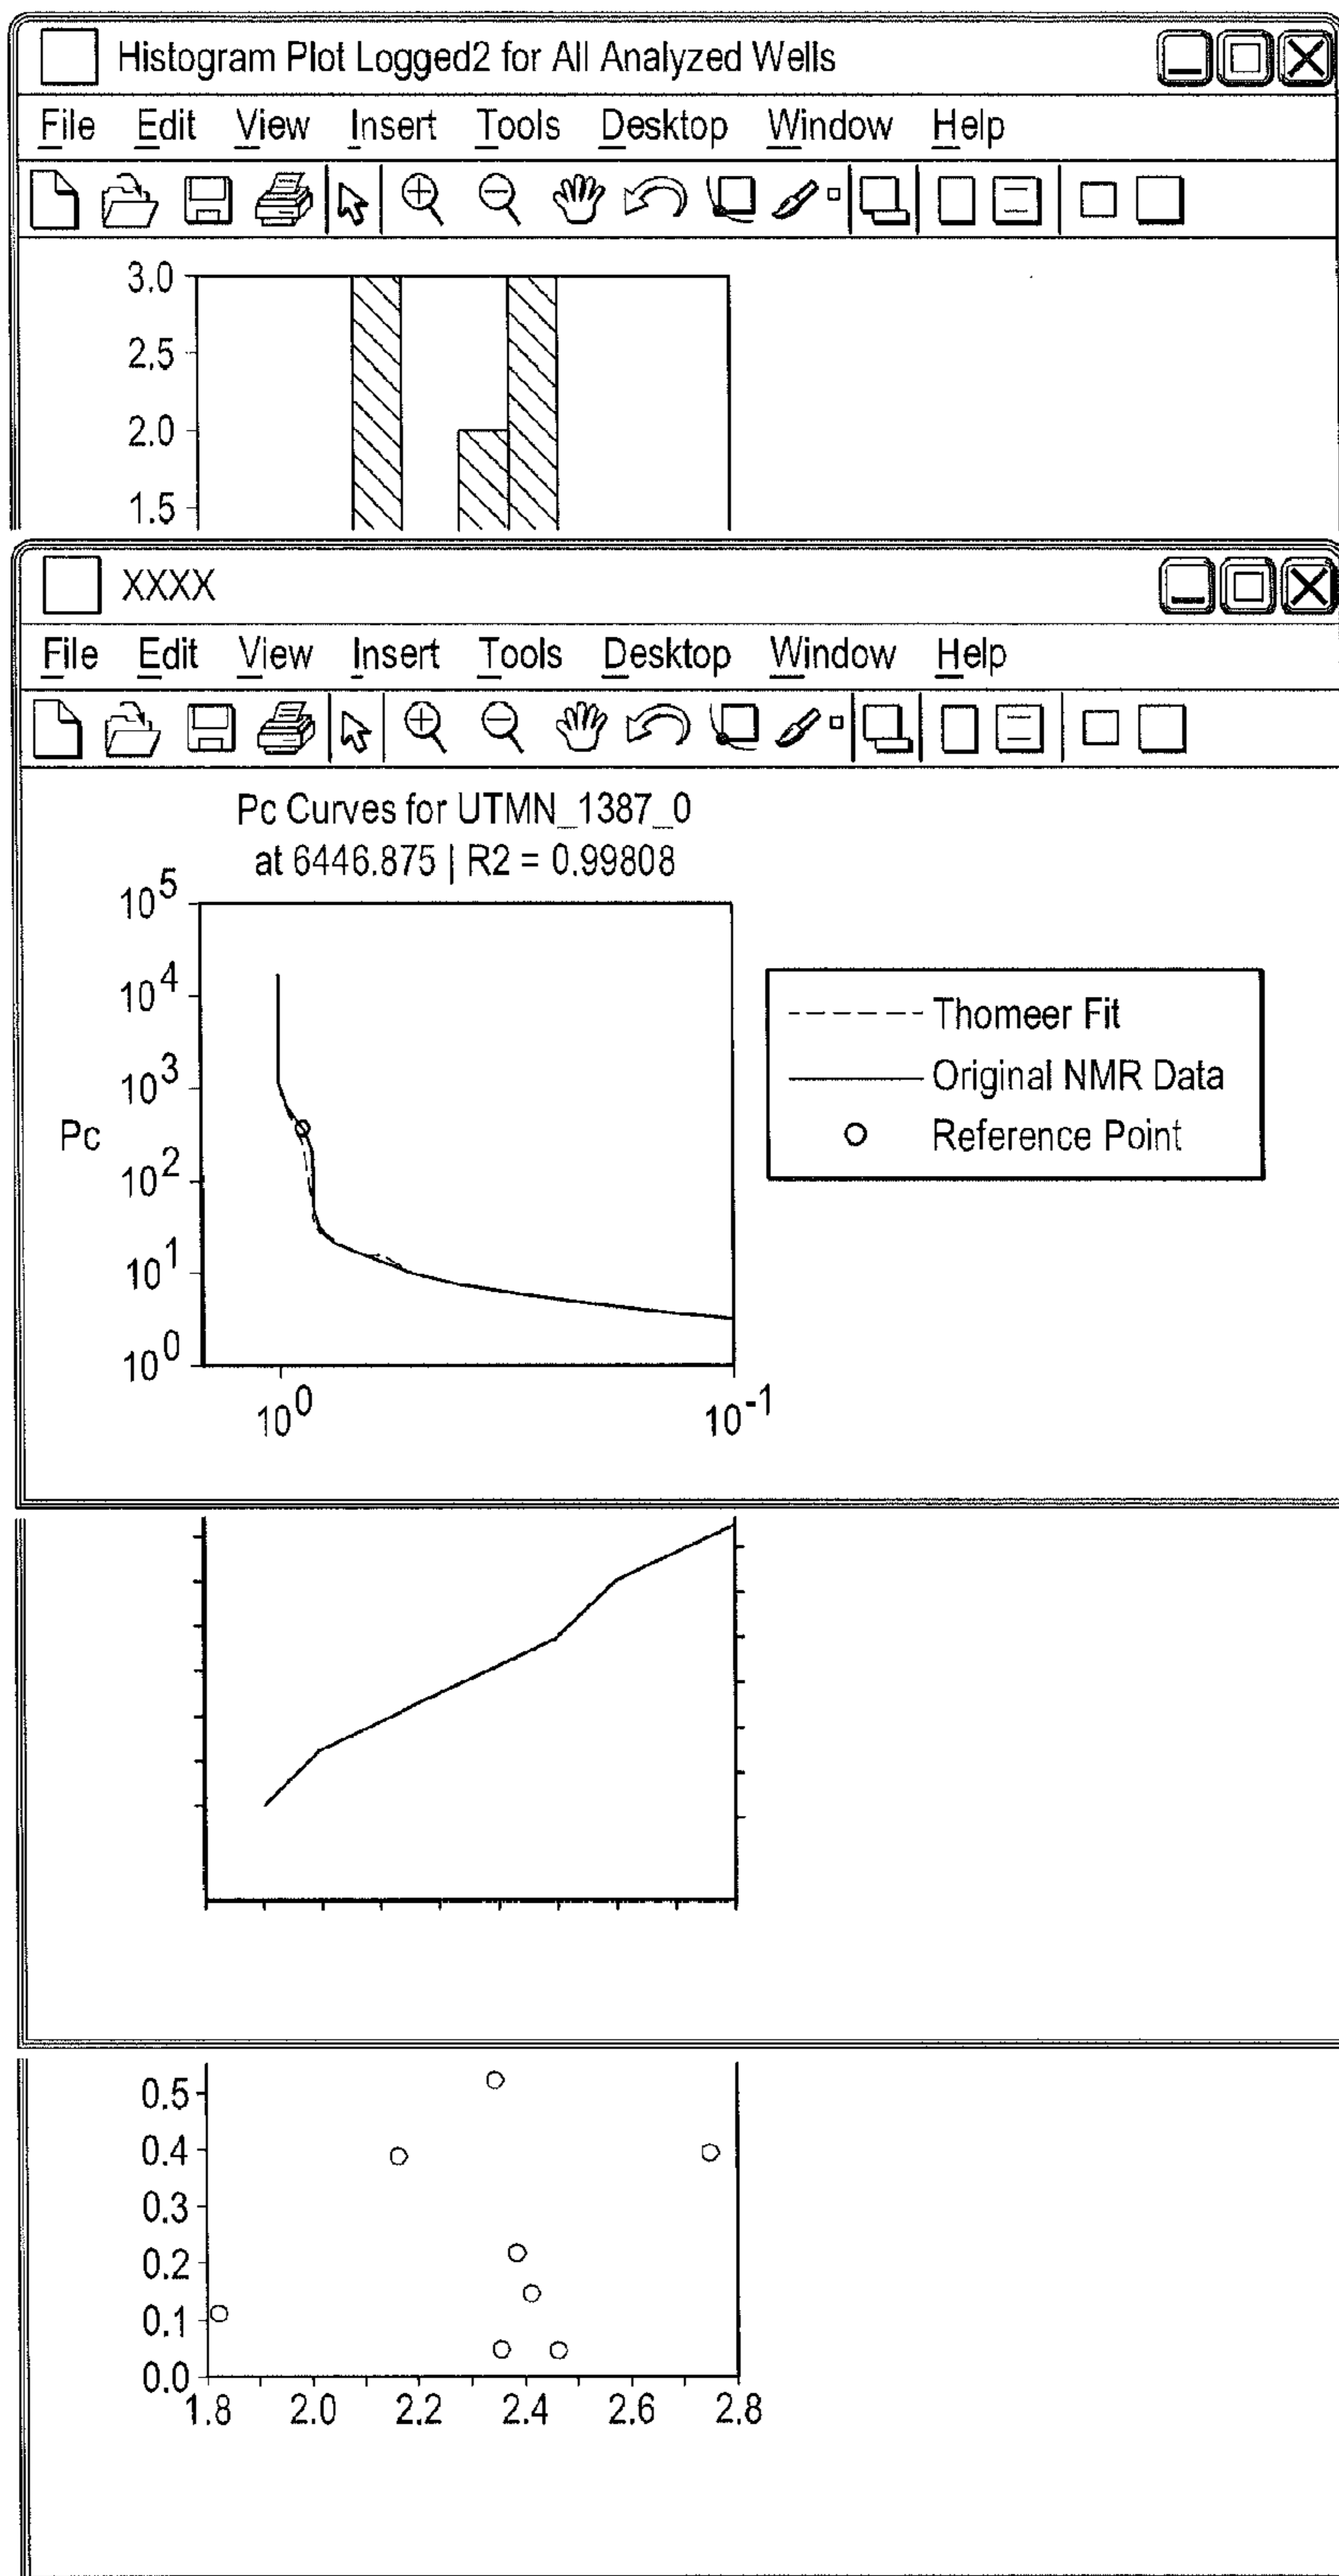 Histogram Plot Logged2 for All Analyzed Wells
File Edit View Insert Tools Desktop Window Help
3.0
2.5
2.0
1.5
XXXX
File Edit View Insert Tools Desktop Window Help
Pc Curves for UTMN_1387_0
at 6446.875 | R2 = 0.99808
10^5
10^4
10^3
Pc
10^2
10^1
10^0
10^0 10^-1
Thomeer Fit
Original NMR Data
Reference Point
0.5
0.4
0.3
0.2
0.1
0.0
1.8 2.0 2.2 2.4 2.6 2.8